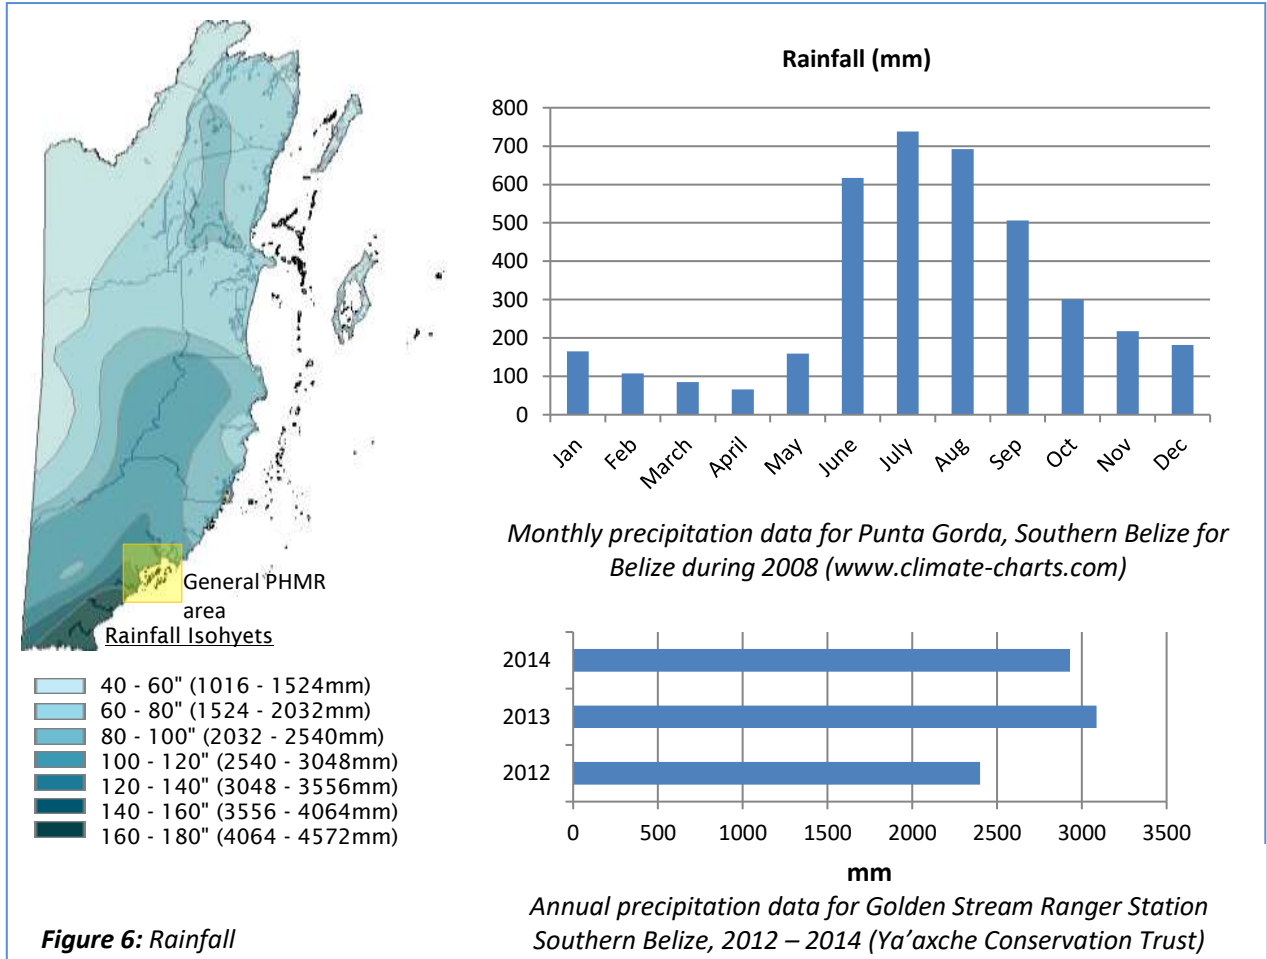 General PHMR
area
Rainfall Isohyets
40 - 60" (1016 - 1524mm)
60 - 80" (1524 - 2032mm)
80 - 100" (2032 - 2540mm)
100 - 120" (2540 - 3048mm)
120 - 140" (3048 - 3556mm)
140 - 160" (3556 - 4064mm)
160 - 180" (4064 - 4572mm)
Figure 6: Rainfall
Rainfall (mm)
800
700
600
500
400
300
200
100
0
Jan
Feb
March
April
May
June
July
Aug
Sep
Oct
Nov
Dec
Monthly precipitation data for Punta Gorda, Southern Belize for
Belize during 2008 (www.climate-charts.com)
2014
2013
2012
0 500 1000 1500 2000 2500 3000 3500
mm
Annual precipitation data for Golden Stream Ranger Station
Southern Belize, 2012 – 2014 (Ya’axche Conservation Trust)